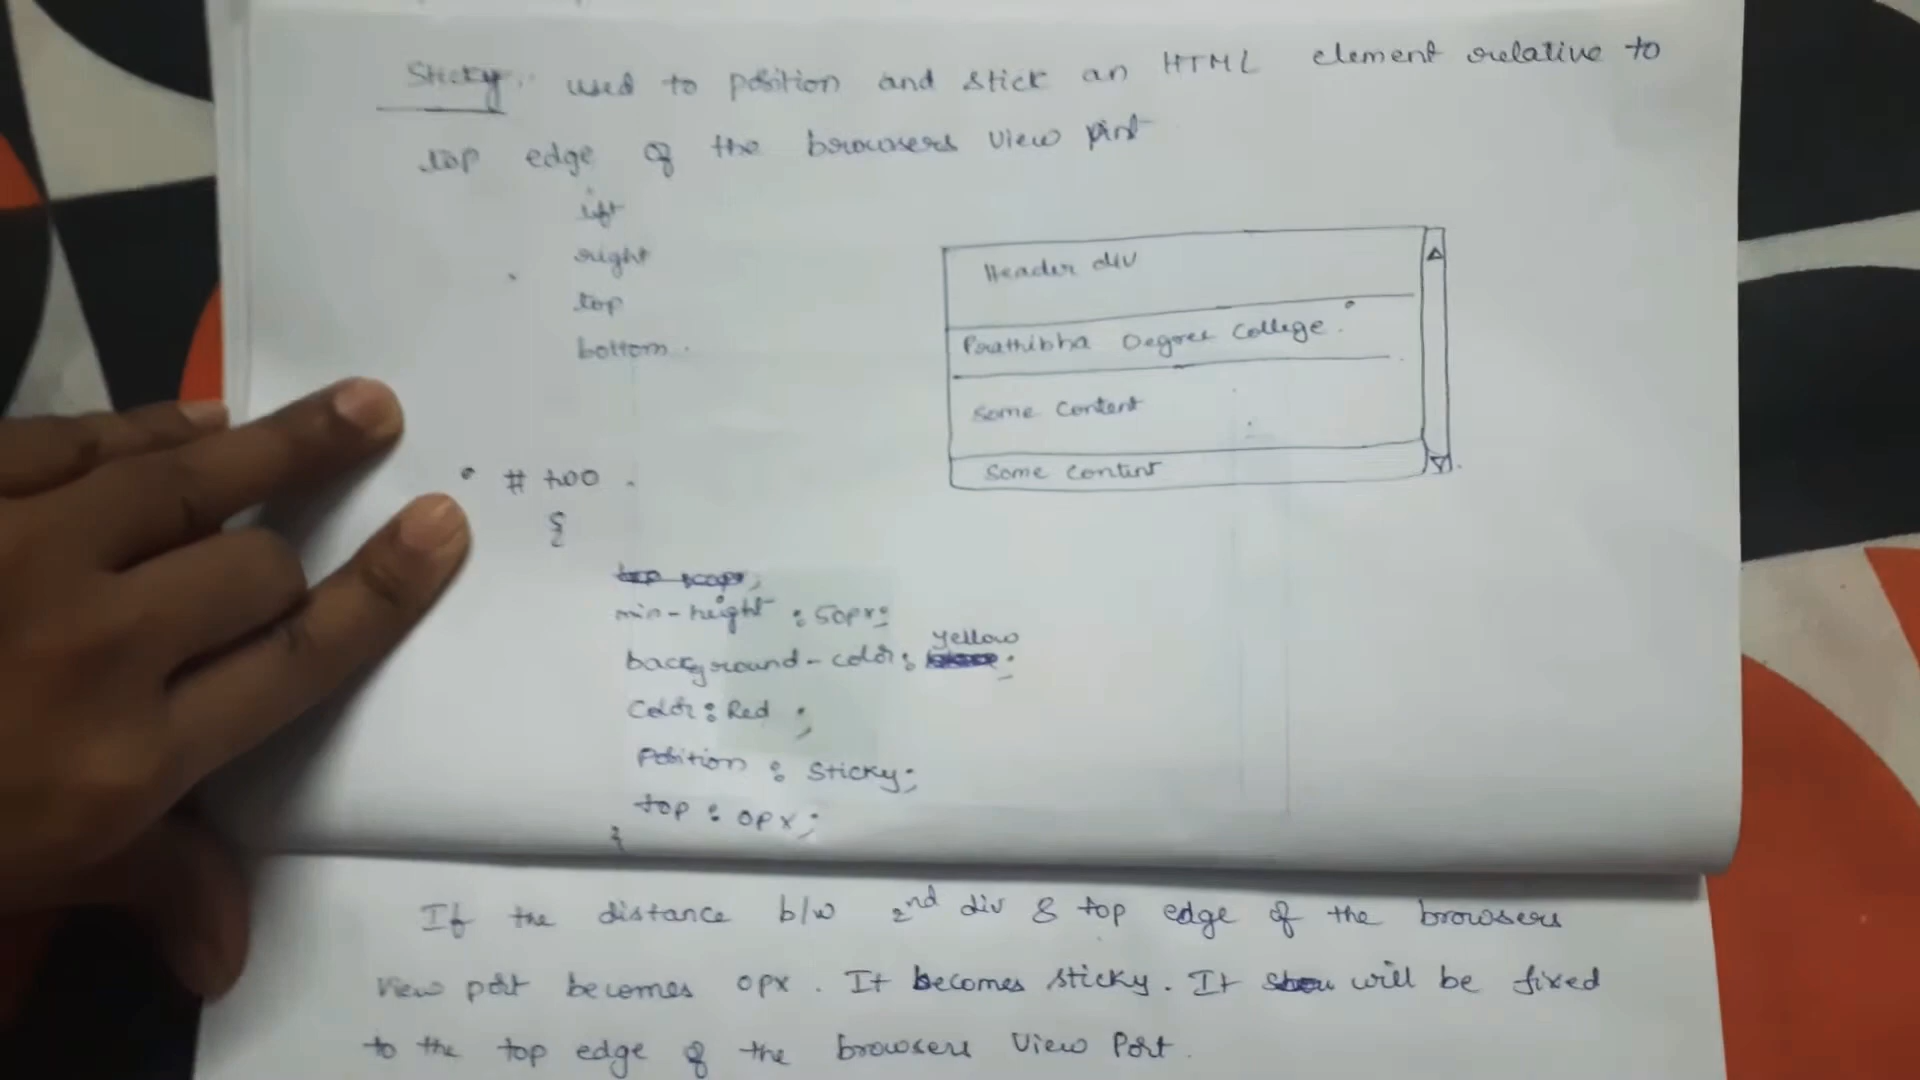 Sticky: used to position and stick an HTML element relative to
top edge of the browsers view
left
right
top
bottom.
Header div
Prathibha Degree College.
some content
some content
# two
{
min-height : 50px;
background-color: yellow ;
Color: Red ;
Position : Sticky;
top : 0px;
}
If the distance b/w 2nd div & top edge of the browsers
view port becomes 0px. It becomes sticky. It will be fixed
to the top edge of the browsers View Port.